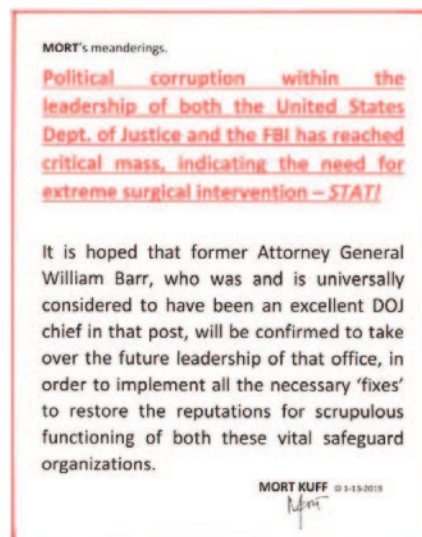 MORT's meanderings.
Political corruption within the
leadership of both the United States
Dept. of Justice and the FBI has reached
critical mass, indicating the need for
extreme surgical intervention – STAT!
It is hoped that former Attorney General
William Barr, who was and is universally
considered to have been an excellent DOJ
chief in that post, will be confirmed to take
over the future leadership of that office, in
order to implement all the necessary 'fixes'
to restore the reputations for scrupulous
functioning of both these vital safeguard
organizations.
MORT KUFF © 1-13-2019
Mort